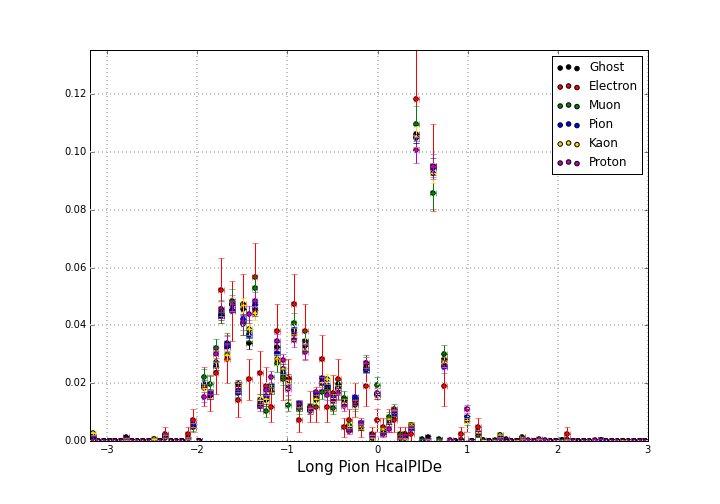 0.12
0.10
0.08
0.06
0.04
0.02
0.00
−3
−2
−1
0
1
2
3
Long Pion HcalPIDe
Ghost
Electron
Muon
Pion
Kaon
Proton